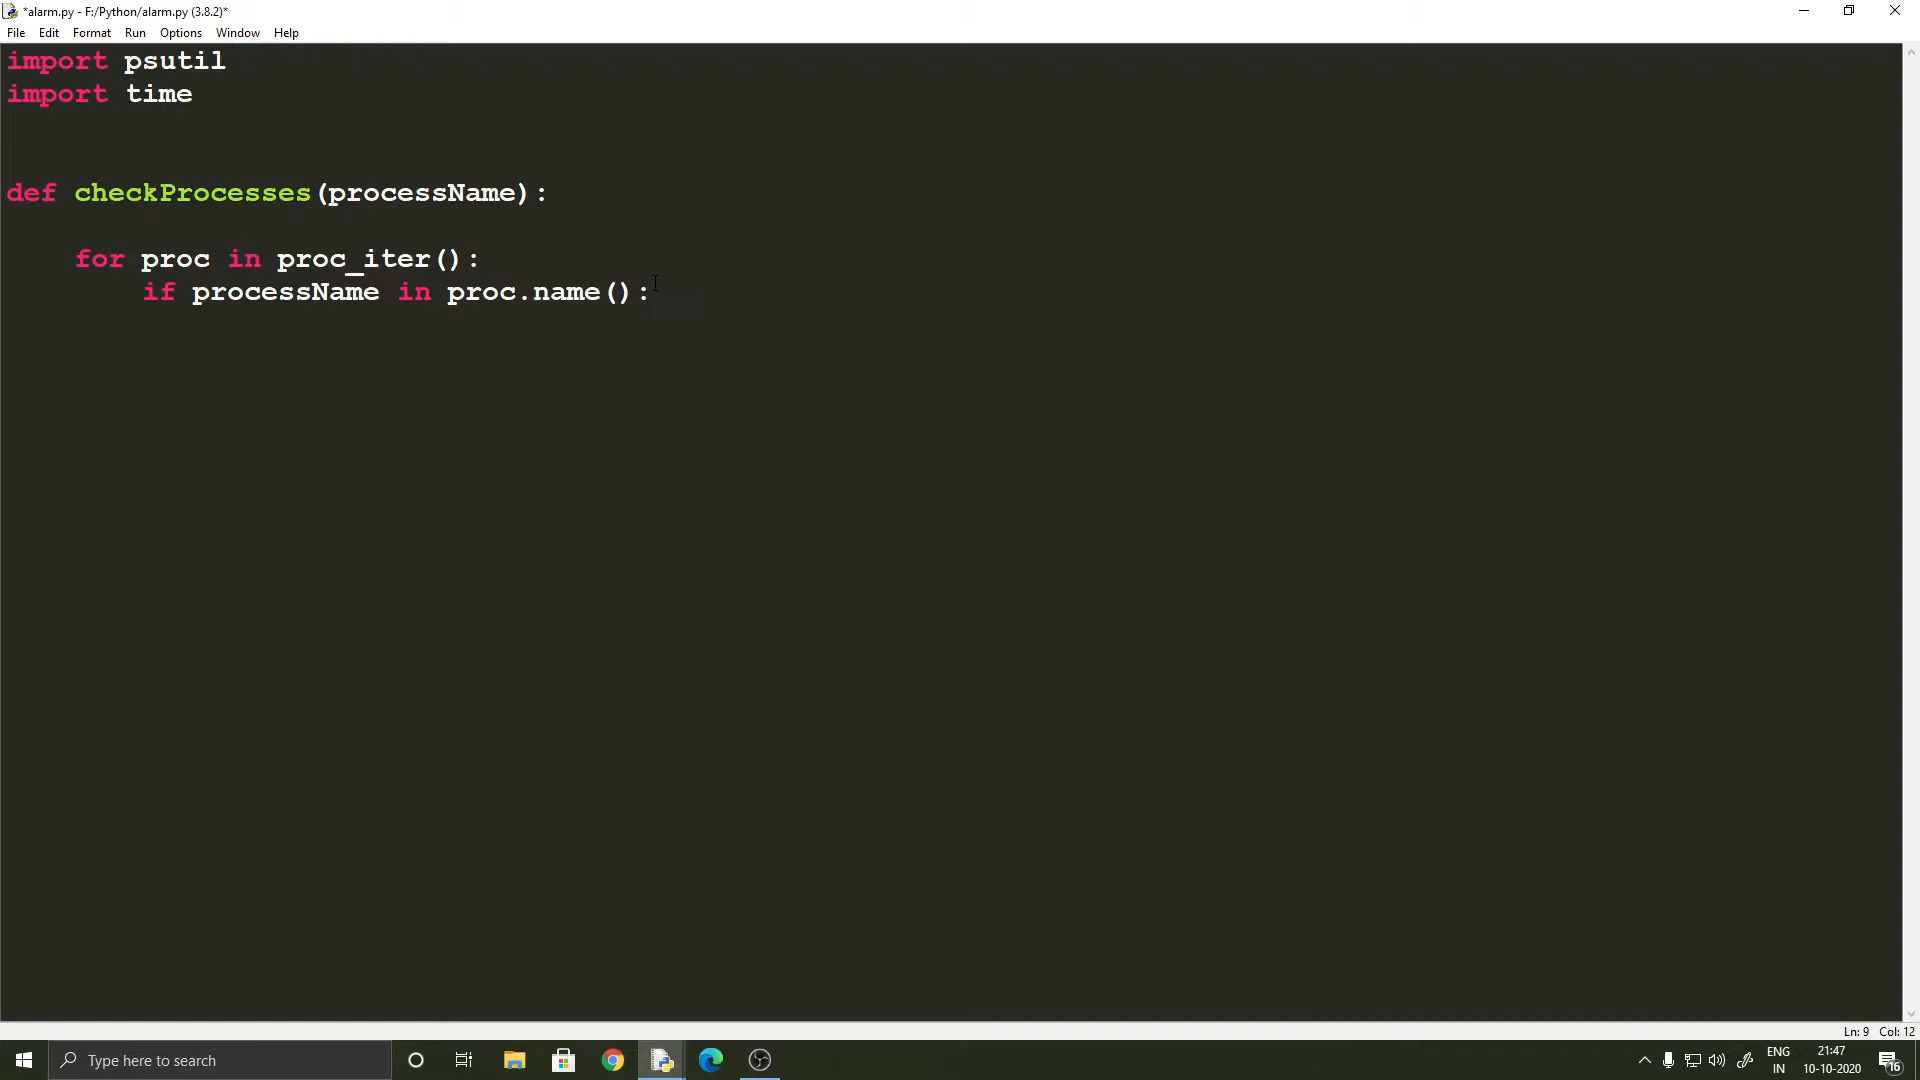 *alarm.py - F:/Python/alarm.py (3.8.2)*
File Edit Format Run Options Window Help
import psutil
import time
def checkProcesses(processName):
for proc in proc_iter():
if processName in proc.name():
Ln: 9 Col: 12
Type here to search
ENG
IN
21:47
10-10-2020
16